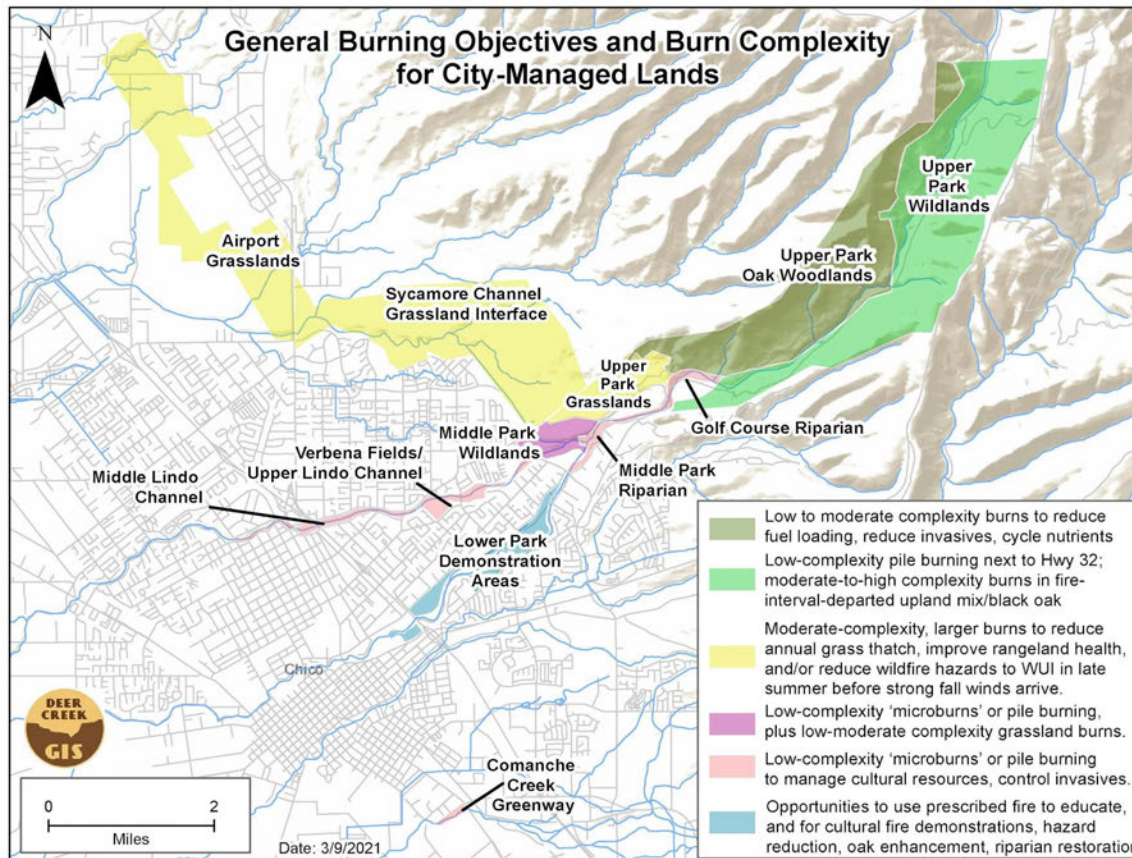 General Burning Objectives and Burn Complexity
for City-Managed Lands
N
Airport
Grasslands
Sycamore Channel
Grassland Interface
Upper
Park
Wildlands
Upper Park
Oak Woodlands
Upper
Park
Grasslands
Golf Course Riparian
Middle Park
Wildlands
Middle Park
Riparian
Verbena Fields/
Upper Lindo Channel
Middle Lindo
Channel
Lower Park
Demonstration
Areas
Chico
Comanche
Creek
Greenway
Low to moderate complexity burns to reduce
fuel loading, reduce invasives, cycle nutrients
Low-complexity pile burning next to Hwy 32;
moderate-to-high complexity burns in fire-
interval-departed upland mix/black oak
Moderate-complexity, larger burns to reduce
annual grass thatch, improve rangeland health,
and/or reduce wildfire hazards to WUI in late
summer before strong fall winds arrive.
Low-complexity 'microburns' or pile burning,
plus low-moderate complexity grassland burns.
Low-complexity 'microburns' or pile burning
to manage cultural resources, control invasives.
Opportunities to use prescribed fire to educate,
and for cultural fire demonstrations, hazard
reduction, oak enhancement, riparian restoration
DEER
CREEK
GIS
0 2
Miles
Date: 3/9/2021